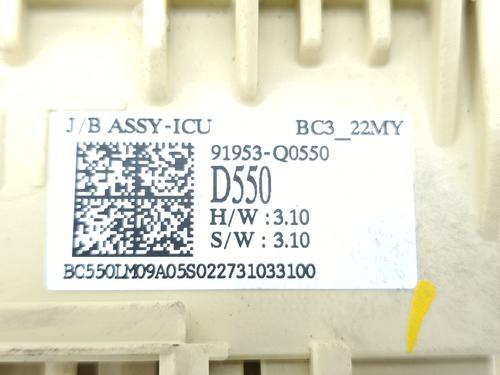 J/B ASSY-ICU BC3_22MY
91953-Q0550
D550
H/W : 3.10
S/W : 3.10
BC550LM09A05S022731033100